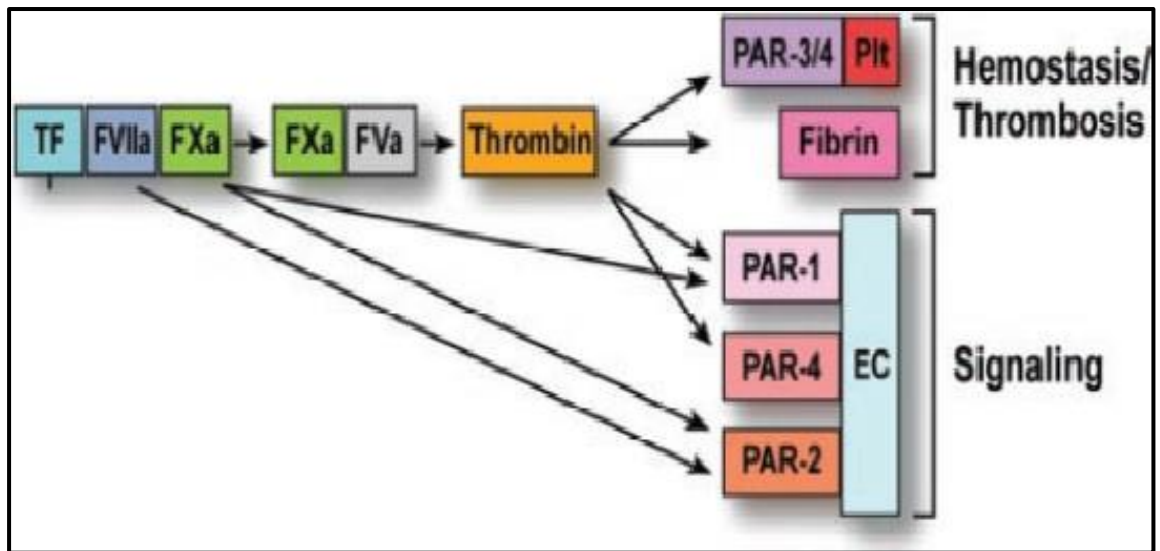 PAR-3/4 Plt
Hemostasis/
Thrombosis
TF FVIIa FXa FXa FVa Thrombin
Fibrin
PAR-1
PAR-4 EC
Signaling
PAR-2